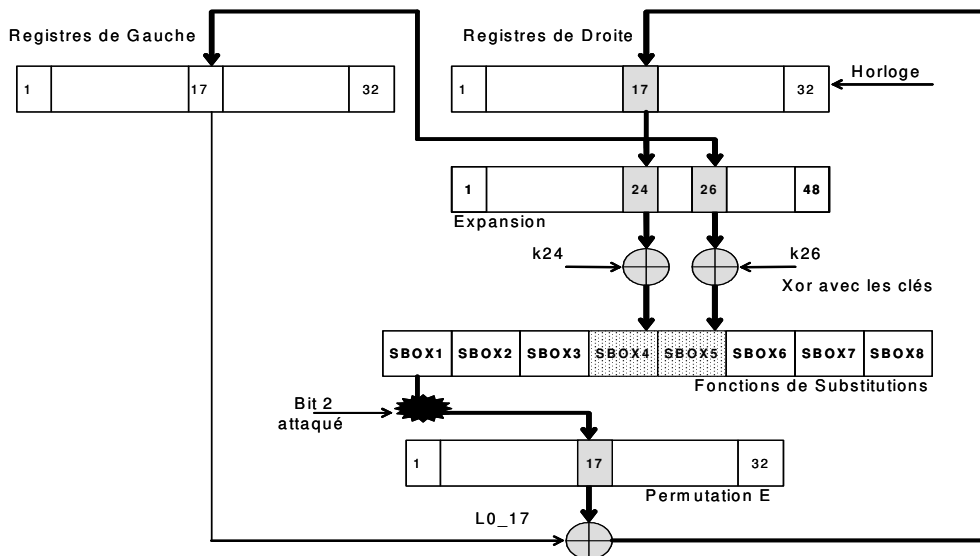 Registres de Gauche
Registres de Droite
1 17 32
1 17 32
Horloge
1 24 26 48
Expansion
k24
k26
Xor avec les clés
SBOX1 SBOX2 SBOX3 SBOX4 SBOX5 SBOX6 SBOX7 SBOX8
Fonctions de Substitutions
Bit 2
attaqué
1 17 32
Permutation E
L0_17